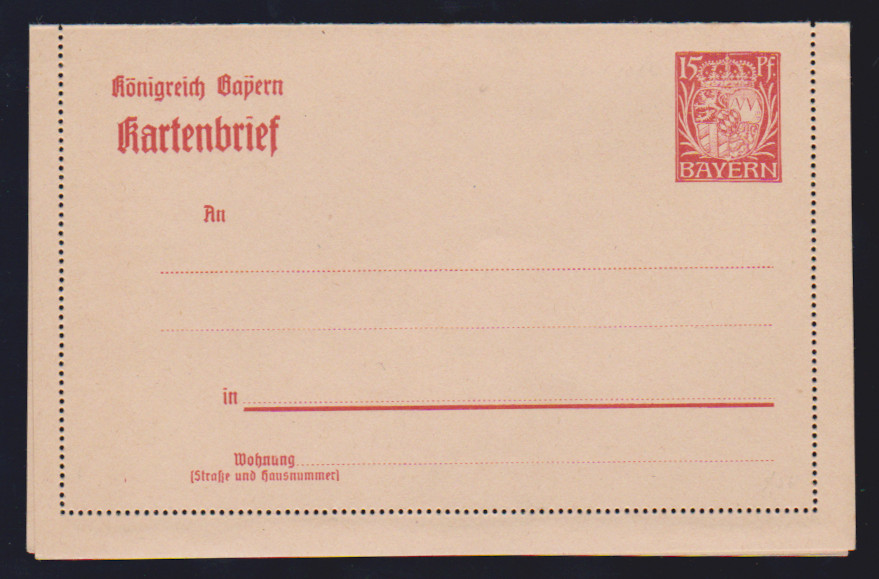 Königreich Bayern
Kartenbrief
15 Pf.
BAYERN
An
in
Wohnung
(Straße und Hausnummer)